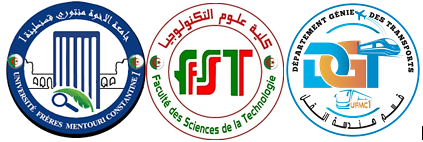 جامعة الإخوة منتوري قسنطينة 1
UNIVERSITÉ FRÈRES MENTOURI CONSTANTINE 1
كلية علوم التكنولوجيا
FSST
Faculté des Sciences de la Technologie
DÉPARTEMENT GÉNIE DES TRANSPORTS
DGT
UFMC1
قسم هندسة النقل